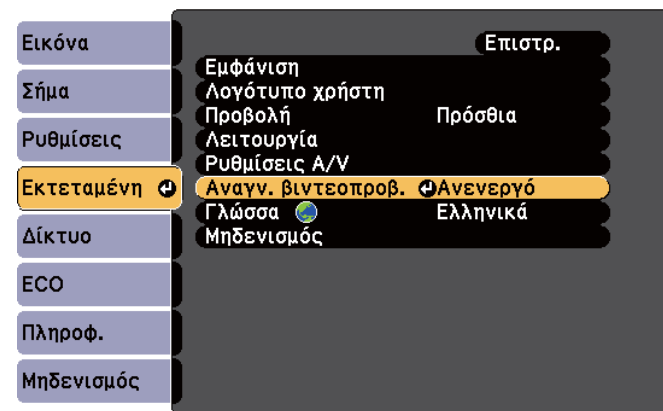 Εικόνα
Σήμα
Ρυθμίσεις
Εκτεταμένη
Δίκτυο
ECO
Πληροφ.
Μηδενισμός
Επιστρ.
Εμφάνιση
Λογότυπο χρήστη
Προβολή Πρόσθια
Λειτουργία
Ρυθμίσεις A/V
Αναγν. βιντεοπροβ. Ανενεργό
Γλώσσα Ελληνικά
Μηδενισμός